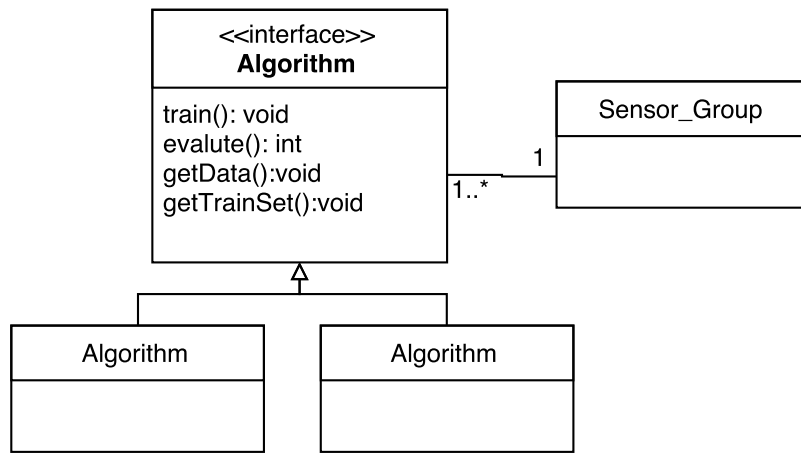 <<interface>>
Algorithm
train(): void
evalute(): int
getData():void
getTrainSet():void
Sensor_Group
1
1..*
Algorithm
Algorithm